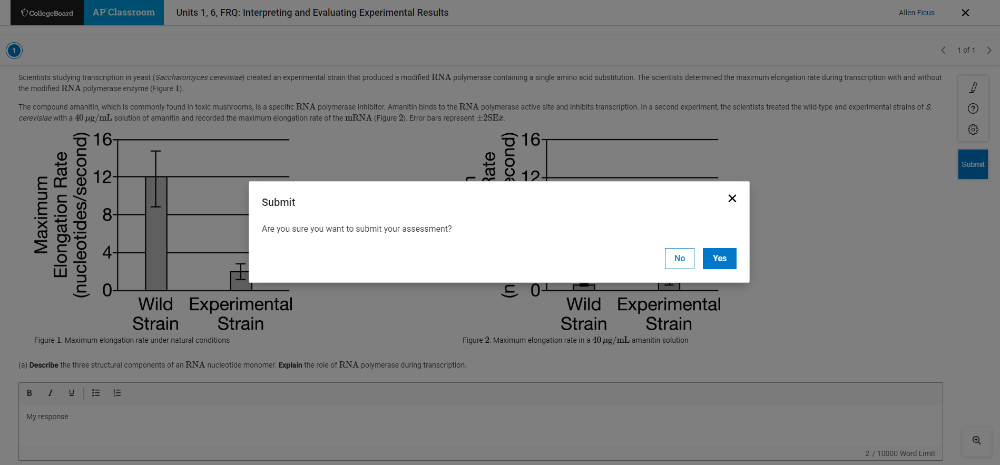 CollegeBoard
AP Classroom
Units 1, 6, FRQ: Interpreting and Evaluating Experimental Results
Allen Ficus
1
1 of 1
Scientists studying transcription in yeast (Saccharomyces cerevisiae) created an experimental strain that produced a modified RNA polymerase containing a single amino acid substitution. The scientists determined the maximum elongation rate during transcription with and without
the modified RNA polymerase enzyme (Figure 1).
The compound amanitin, which is commonly found in toxic mushrooms, is a specific RNA polymerase inhibitor. Amanitin binds to the RNA polymerase active site and inhibits transcription. In a second experiment, the scientists treated the wild-type and experimental strains of S.
cerevisiae with a 40 μg/mL solution of amanitin and recorded the maximum elongation rate of the mRNA (Figure 2). Error bars represent ±2SEx̄.
Submit
Maximum
Elongation Rate
(nucleotides/second)
16
12
8
4
0
Wild
Strain
Experimental
Strain
Figure 1. Maximum elongation rate under natural conditions
Rate
16
12
0
Wild
Strain
Experimental
Strain
Figure 2. Maximum elongation rate in a 40 μg/mL amanitin solution
Submit
Are you sure you want to submit your assessment?
No
Yes
(a) Describe the three structural components of an RNA nucleotide monomer. Explain the role of RNA polymerase during transcription.
B I U
My response
2 / 10000 Word Limit